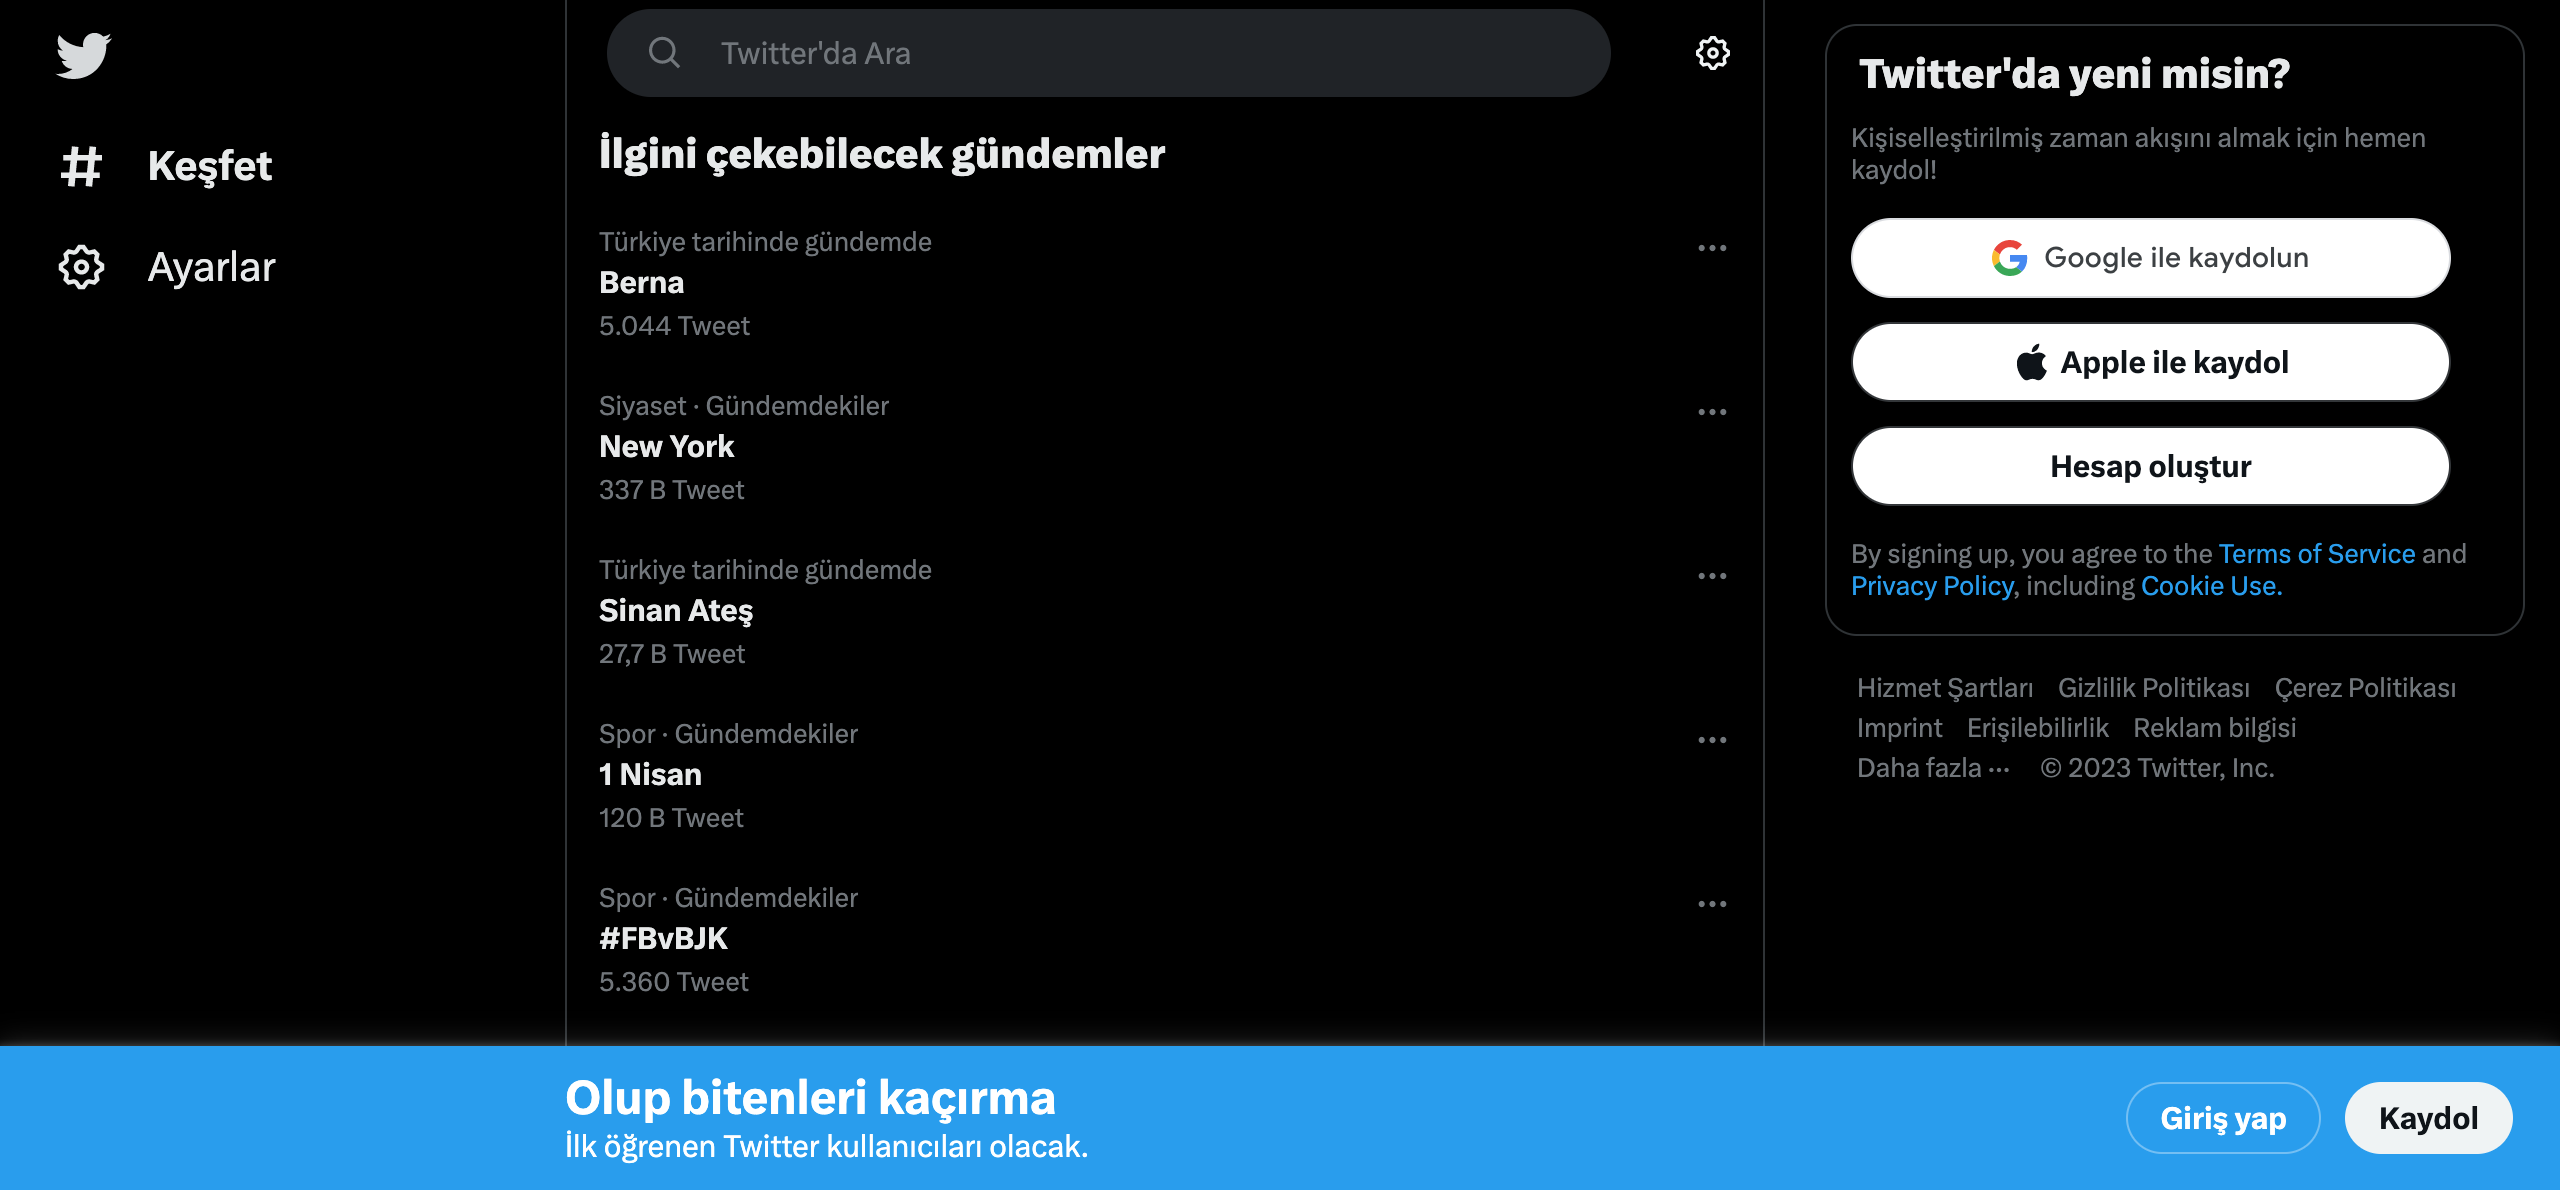 Keşfet
Ayarlar
Twitter'da Ara
İlgini çekebilecek gündemler
Türkiye tarihinde gündemde
Berna
5.044 Tweet
Siyaset · Gündemdekiler
New York
337 B Tweet
Türkiye tarihinde gündemde
Sinan Ateş
27,7 B Tweet
Spor · Gündemdekiler
1 Nisan
120 B Tweet
Spor · Gündemdekiler
#FBvBJK
5.360 Tweet
Twitter'da yeni misin?
Kişiselleştirilmiş zaman akışını almak için hemen
kaydol!
Google ile kaydolun
Apple ile kaydol
Hesap oluştur
By signing up, you agree to the Terms of Service and
Privacy Policy, including Cookie Use.
Hizmet Şartları Gizlilik Politikası Çerez Politikası
Imprint Erişilebilirlik Reklam bilgisi
Daha fazla ··· © 2023 Twitter, Inc.
Olup bitenleri kaçırma
İlk öğrenen Twitter kullanıcıları olacak.
Giriş yap
Kaydol